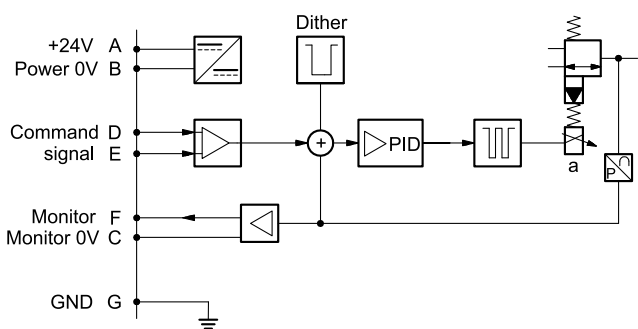 Dither
+24V A
Power 0V B
Command D
signal E
+
PID
a
P
Monitor F
Monitor 0V C
GND G